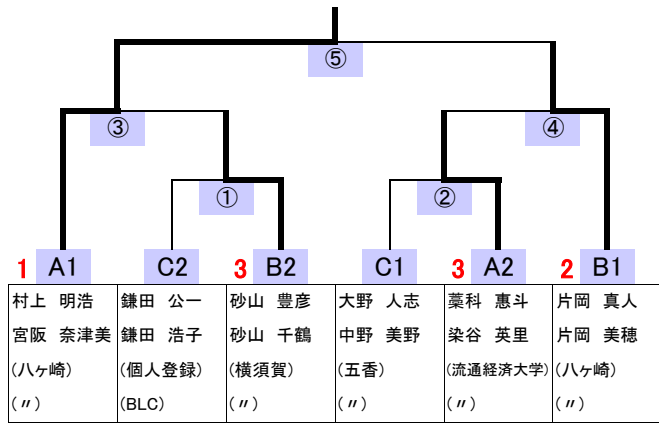 ⑤
③ ④
① ②
1 A1 C2 3 B2 C1 3 A2 2 B1
村上 明浩 鎌田 公一 砂山 豊彦 大野 人志 藁科 惠斗 片岡 真人
宮阪 奈津美 鎌田 浩子 砂山 千鶴 中野 美野 染谷 英里 片岡 美穂
(八ヶ崎) (個人登録) (横須賀) (五香) (流通経済大学) (八ヶ崎)
(〃) (BLC) (〃) (〃) (〃) (〃)